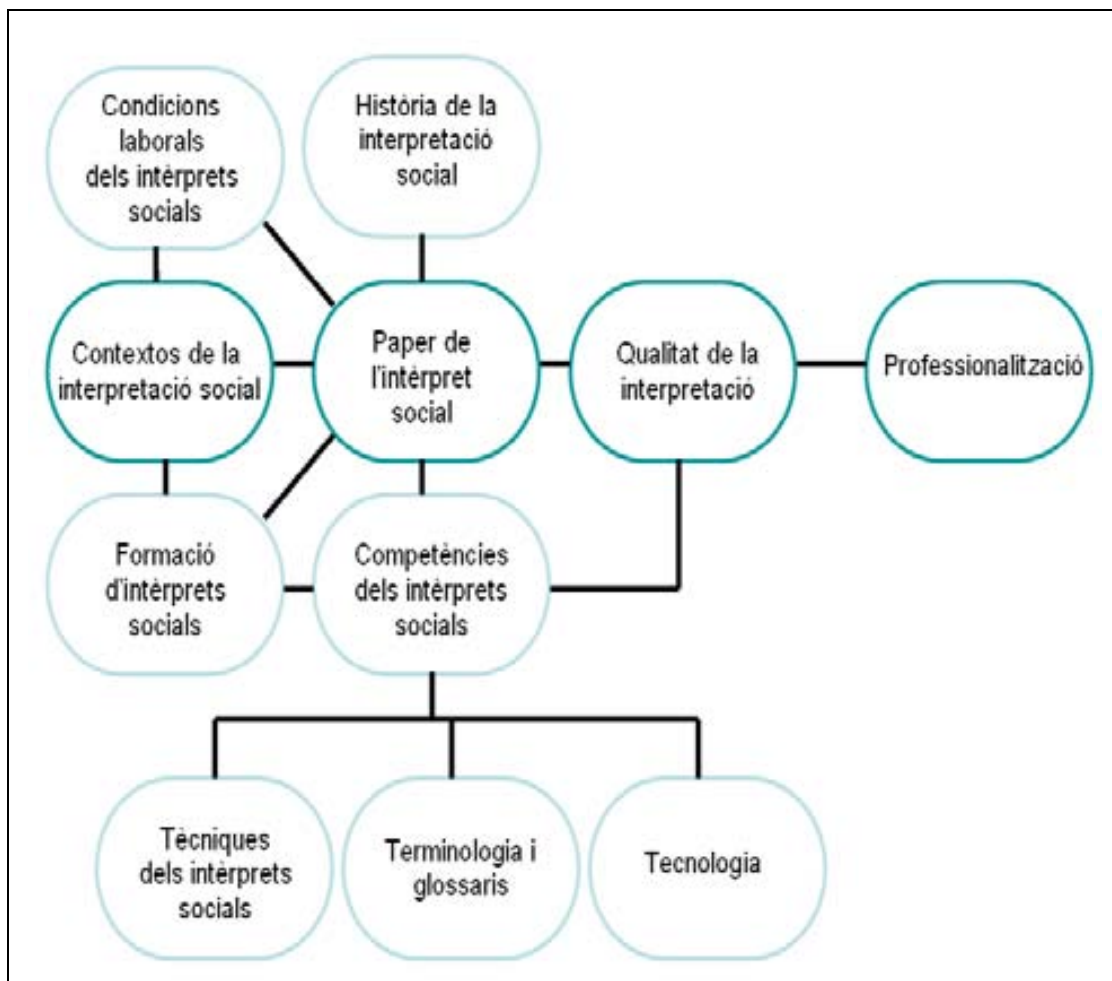 Condicions
laborals
dels intèrprets
socials
Història de la
interpretació
social
Contextos de la
interpretació social
Paper de
l'intèrpret
social
Qualitat de la
interpretació
Professionalització
Formació
d'intèrprets
socials
Competències
dels intèrprets
socials
Tècniques
dels intèrprets
socials
Terminologia i
glossaris
Tecnologia